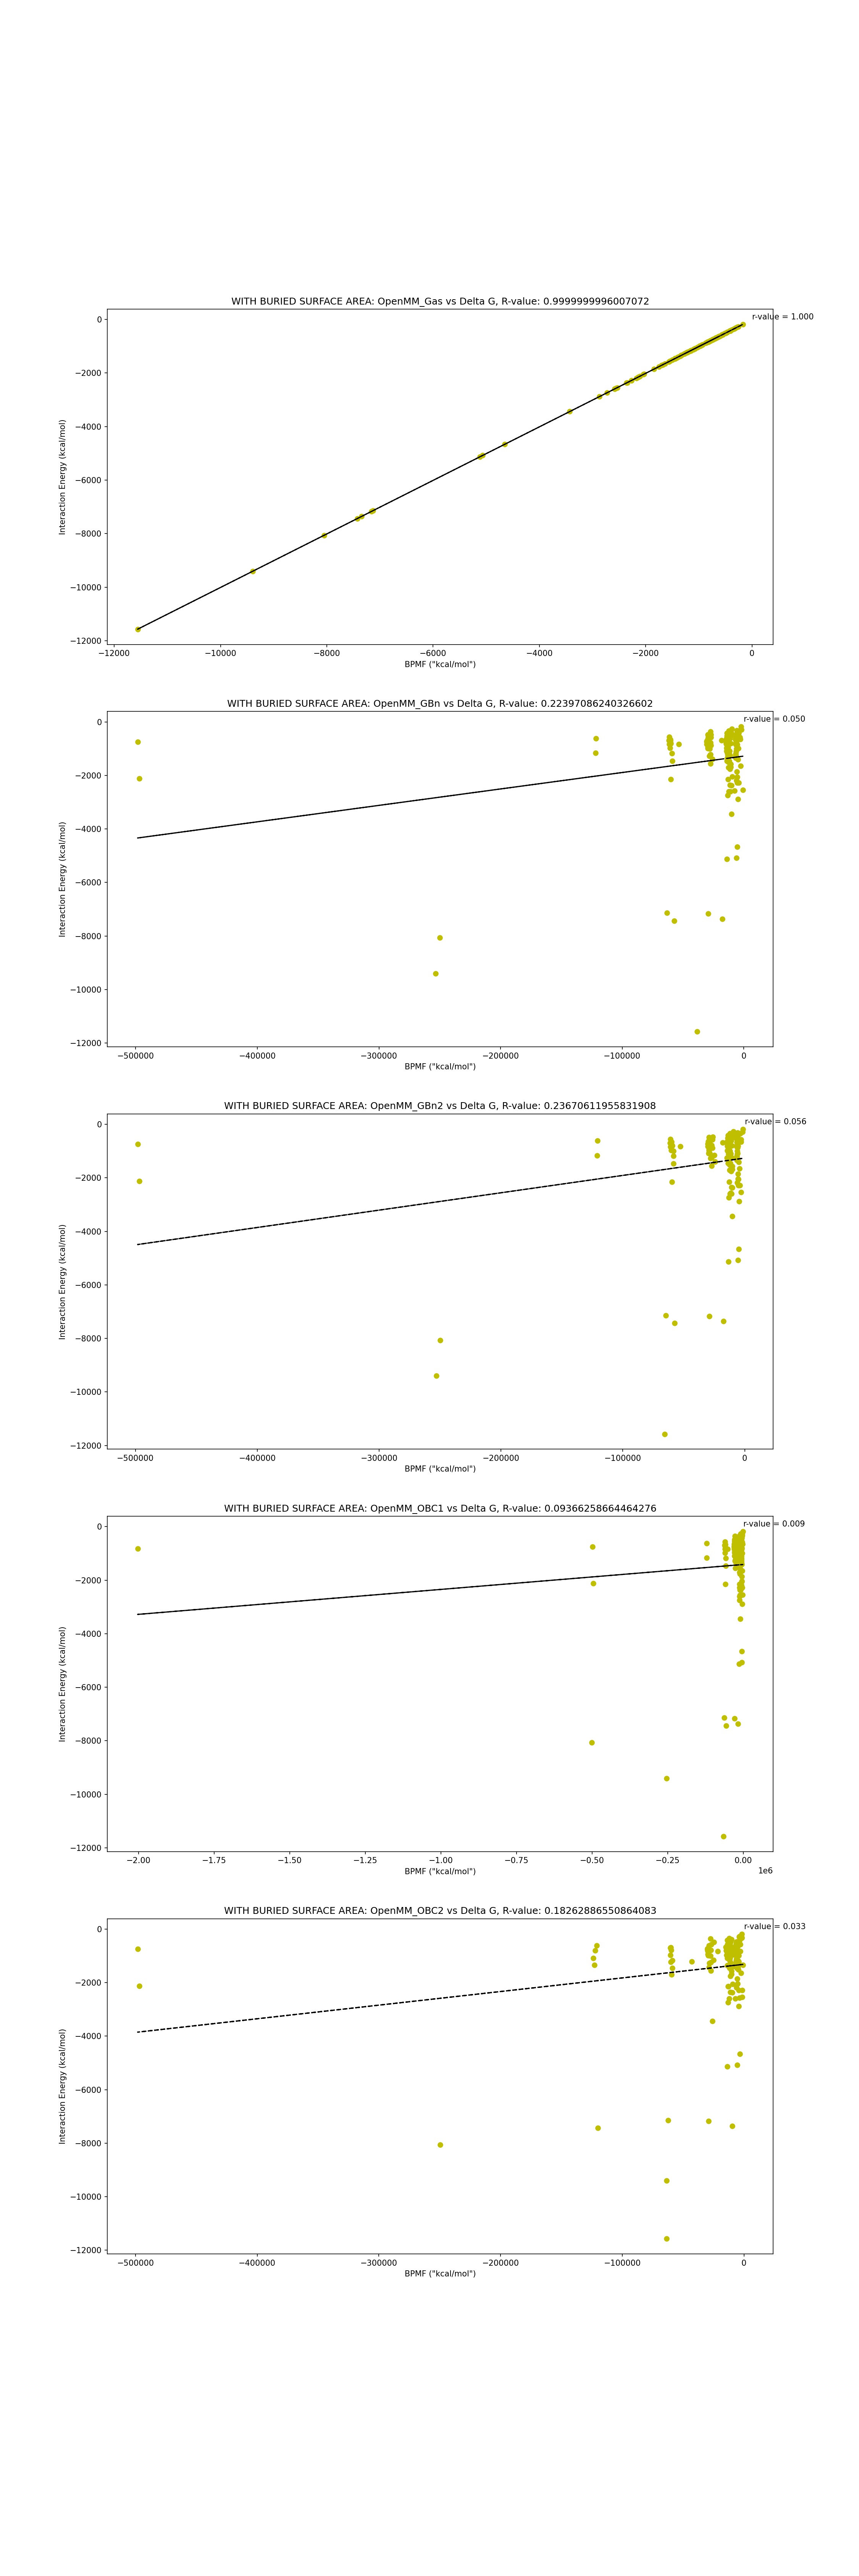 WITH BURIED SURFACE AREA: OpenMM_Gas vs Delta G, R-value: 0.9999999996007072
r-value = 1.000
0
−2000
−4000
−6000
−8000
−10000
−12000
Interaction Energy (kcal/mol)
−12000 −10000 −8000 −6000 −4000 −2000 0
BPMF ("kcal/mol")
WITH BURIED SURFACE AREA: OpenMM_GBn vs Delta G, R-value: 0.22397086240326602
r-value = 0.050
0
−2000
−4000
−6000
−8000
−10000
−12000
Interaction Energy (kcal/mol)
−500000 −400000 −300000 −200000 −100000 0
BPMF ("kcal/mol")
WITH BURIED SURFACE AREA: OpenMM_GBn2 vs Delta G, R-value: 0.23670611955831908
r-value = 0.056
0
−2000
−4000
−6000
−8000
−10000
−12000
Interaction Energy (kcal/mol)
−500000 −400000 −300000 −200000 −100000 0
BPMF ("kcal/mol")
WITH BURIED SURFACE AREA: OpenMM_OBC1 vs Delta G, R-value: 0.09366258664464276
r-value = 0.009
0
−2000
−4000
−6000
−8000
−10000
−12000
Interaction Energy (kcal/mol)
−2.00 −1.75 −1.50 −1.25 −1.00 −0.75 −0.50 −0.25 0.00
1e6
BPMF ("kcal/mol")
WITH BURIED SURFACE AREA: OpenMM_OBC2 vs Delta G, R-value: 0.18262886550864083
r-value = 0.033
0
−2000
−4000
−6000
−8000
−10000
−12000
Interaction Energy (kcal/mol)
−500000 −400000 −300000 −200000 −100000 0
BPMF ("kcal/mol")